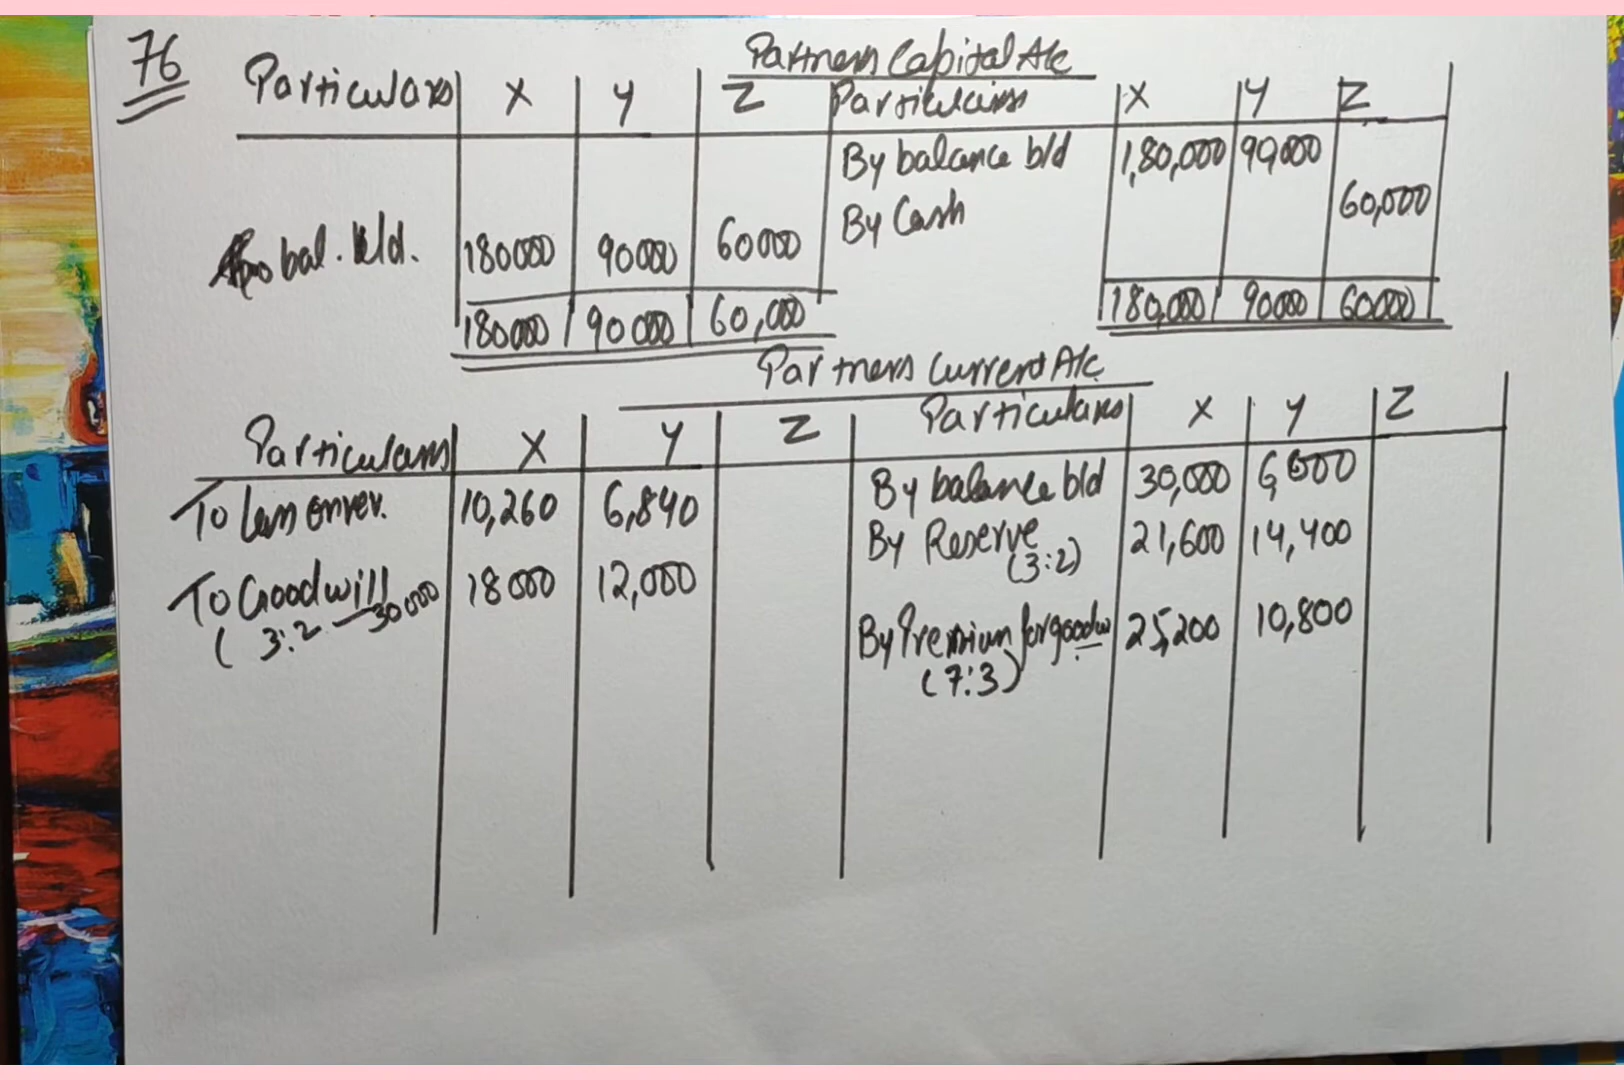 76
Partners Capital A/c
Particulars X Y Z Particulars X Y Z
By balance b/d 1,80,000 90,000
By Cash 60,000
bal. c/d. 180000 90000 60000
180000 90000 60,000 180,000 90000 60000
Partners Current A/c
Particulars X Y Z Particulars X Y Z
To Loss on rev. 10,260 6,840 By balance b/d 30,000 6,000
By Reserve 21,600 14,400
(3:2)
To Goodwill 18000 12,000
( 3:2 — 30000
By Premium for goodw 25,200 10,800
(7:3)